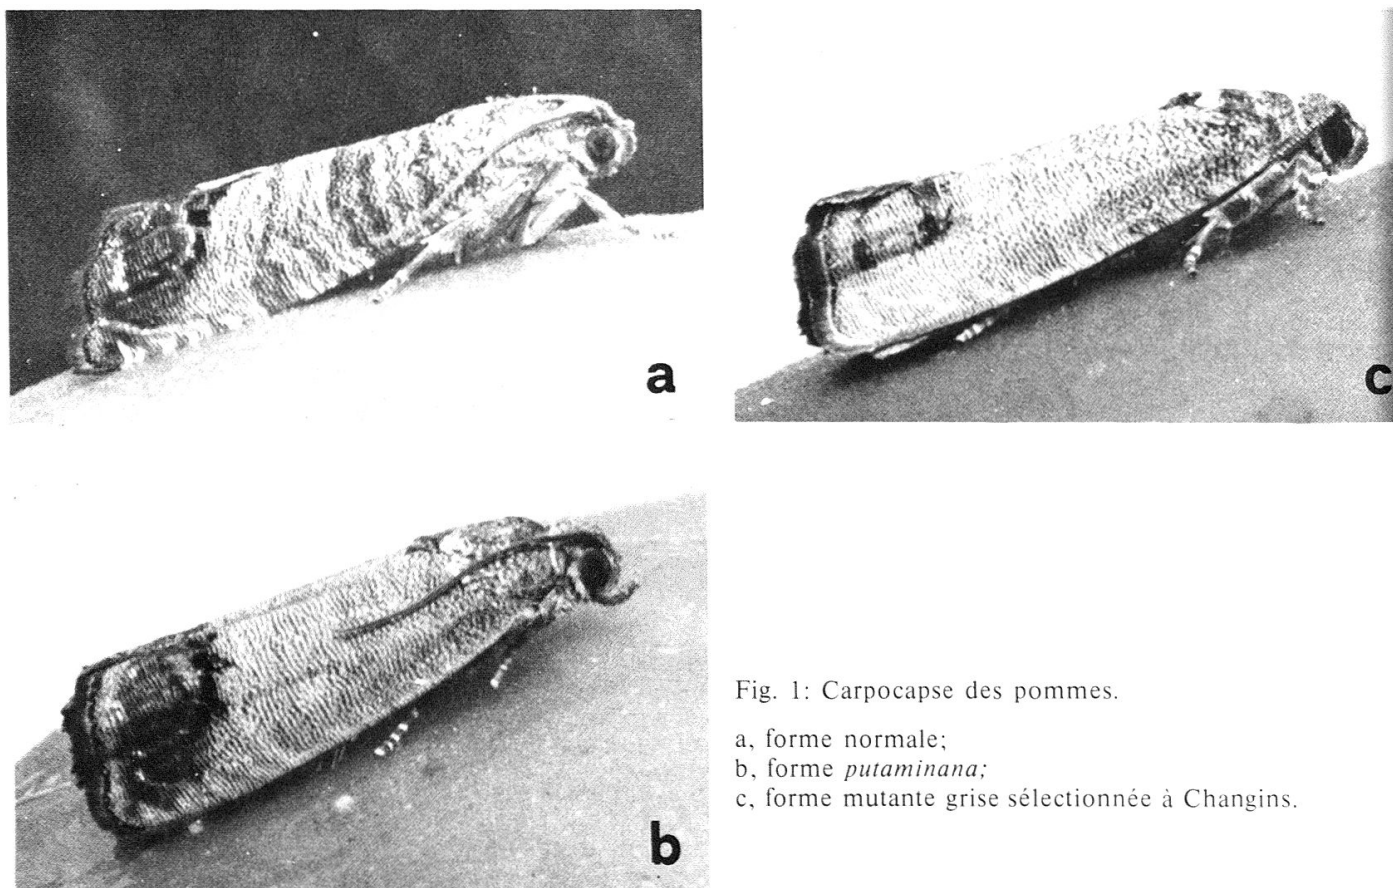 a
c
b
Fig. 1: Carpocapse des pommes.
a, forme normale;
b, forme putaminana;
c, forme mutante grise sélectionnée à Changins.